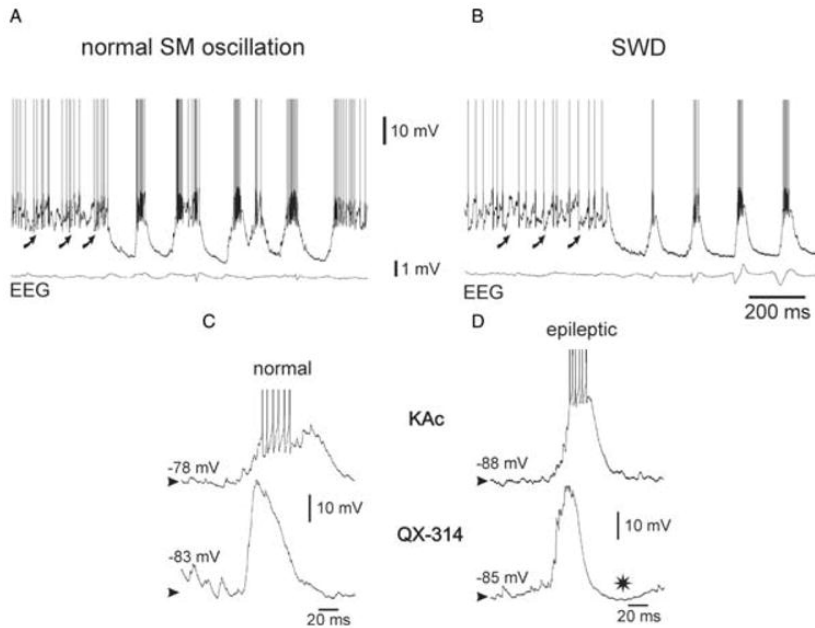 A
B
normal SM oscillation
SWD
10 mV
1 mV
EEG
EEG
200 ms
C
D
normal
epileptic
KAc
-78 mV
-88 mV
10 mV
QX-314
10 mV
-83 mV
-85 mV
20 ms
20 ms